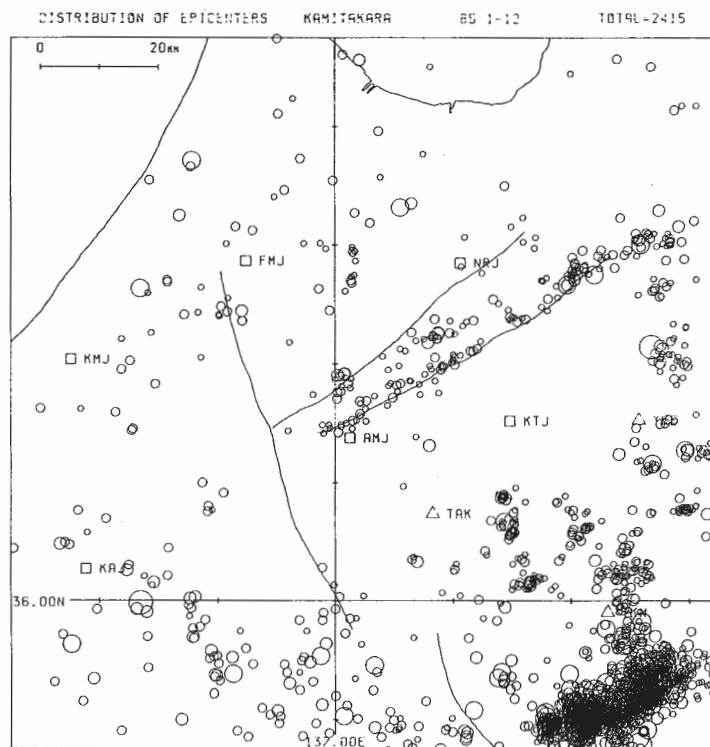 DISTRIBUTION OF EPICENTERS KAMITAKARA 85 1-12 TOTAL=2415
0 20KM
FMJ
NRJ
KMJ
KTJ
AMJ
TAK
KAJ
36.00N
137.00E